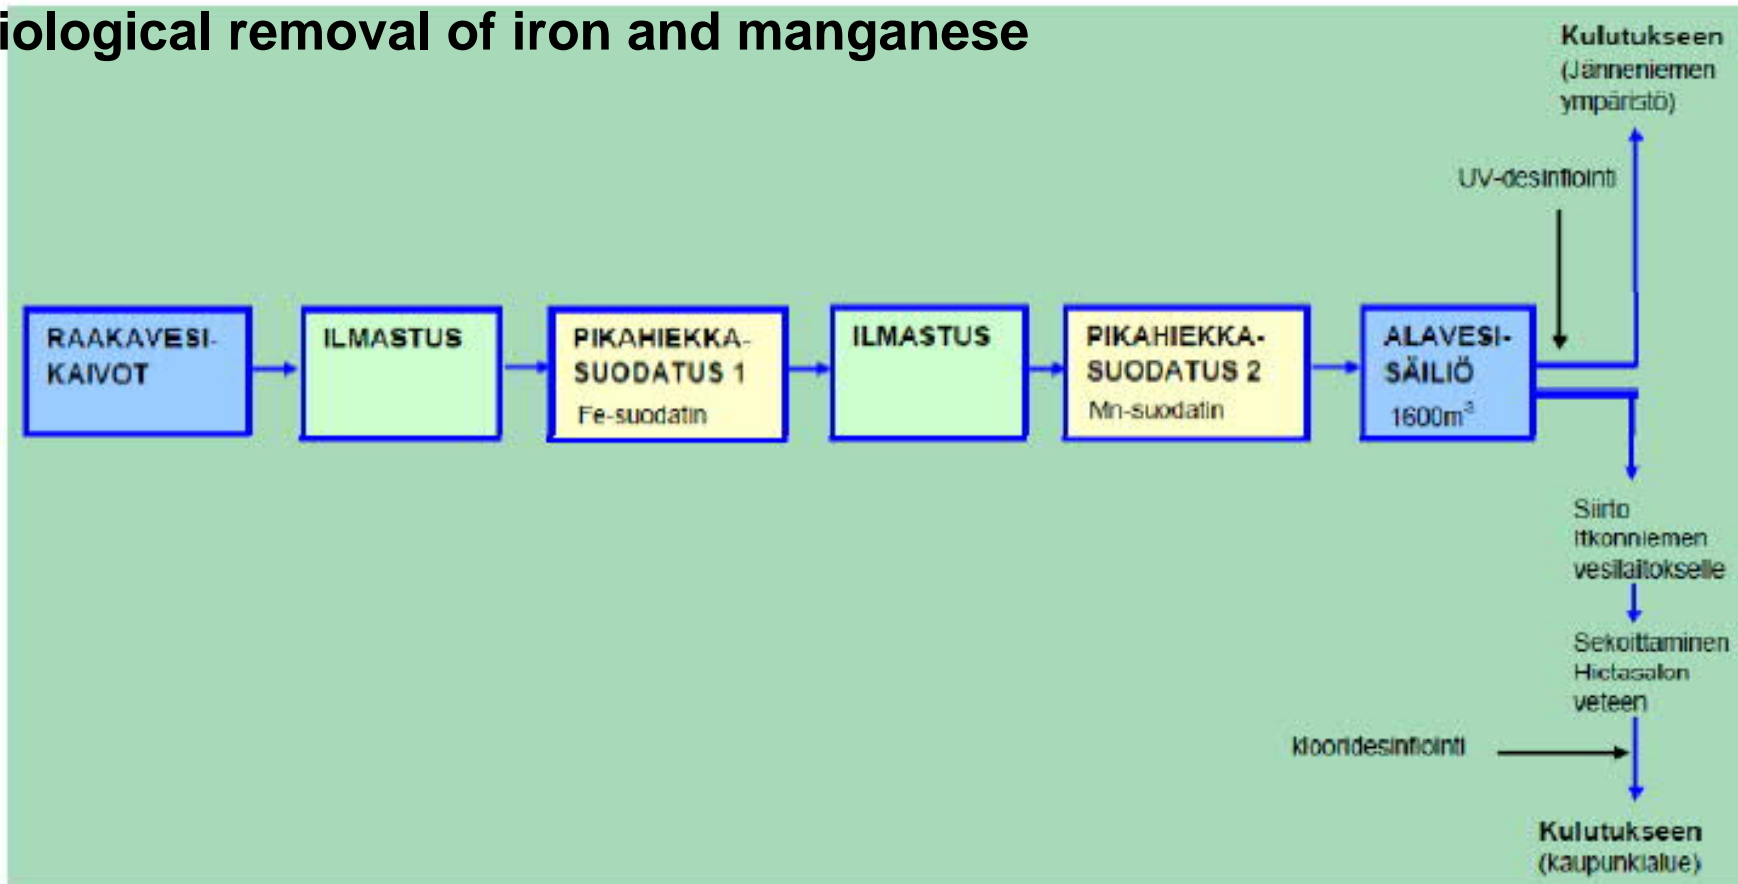 iological removal of iron and manganese
Kulutukseen
(Jänneniemen
ympäristö)
UV-desinfiointi
RAAKAVESI-
KAIVOT
ILMASTUS
PIKAHIEKKA-
SUODATUS 1
Fe-suodatin
ILMASTUS
PIKAHIEKKA-
SUODATUS 2
Mn-suodatin
ALAVESI-
SÄILIÖ
1600m³
Siirto
Itkonniemen
vesilaitokselle
Sekoittaminen
Hietasalon
veteen
klooridesinfiointi
Kulutukseen
(kaupunkialue)